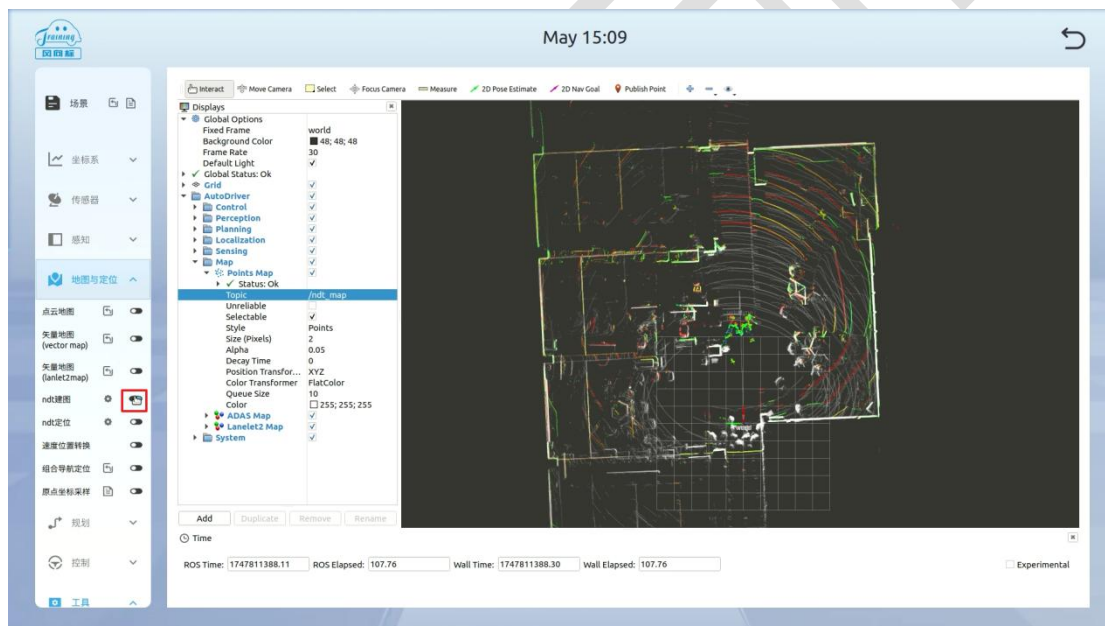 Training
风向标
May 15:09
场景
坐标系
传感器
感知
地图与定位
点云地图
矢量地图
(vector map)
矢量地图
(lanlet2map)
ndt建图
ndt定位
速度位置转换
组合导航定位
原点坐标采样
规划
控制
工具
Interact Move Camera Select Focus Camera Measure 2D Pose Estimate 2D Nav Goal Publish Point
Displays
Global Options
Fixed Frame world
Background Color 48; 48; 48
Frame Rate 30
Default Light
Global Status: Ok
Grid
AutoDriver
Control
Perception
Planning
Localization
Sensing
Map
Points Map
Status: Ok
Topic /ndt_map
Unreliable
Selectable
Style Points
Size (Pixels) 2
Alpha 0.05
Decay Time 0
Position Transfor... XYZ
Color Transformer FlatColor
Queue Size 10
Color 255; 255; 255
ADAS Map
Lanelet2 Map
System
Add Duplicate Remove Rename
Time
ROS Time: 1747811388.11 ROS Elapsed: 107.76 Wall Time: 1747811388.30 Wall Elapsed: 107.76 Experimental